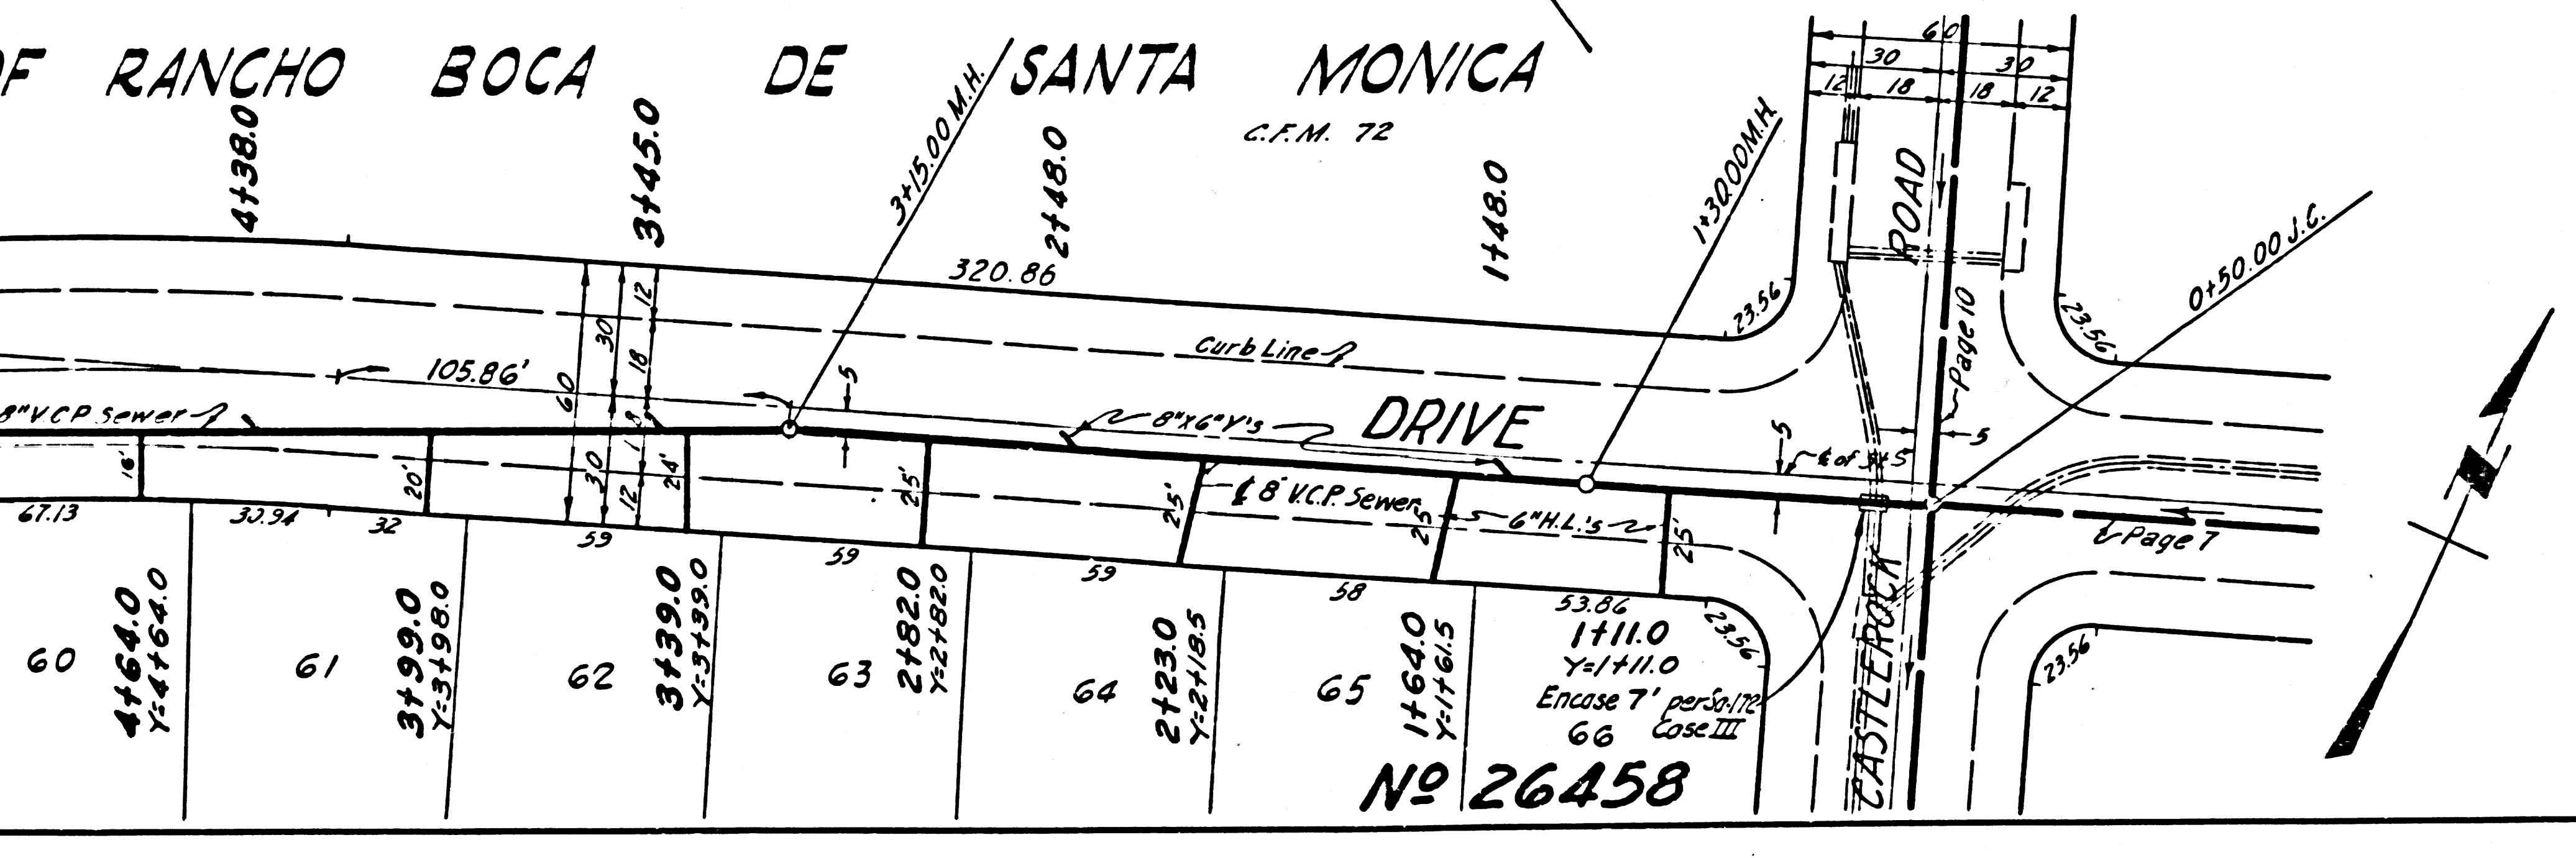 OF RANCHO BOCA DE SANTA MONICA
C.F.M. 72
4+38.0
3+45.0
3+15.00 M.H.
2+48.0
1+48.0
1+30.00 M.H.
0+50.00 J.C.
60
30 30
12 18 18 12
ROAD
Page 10
320.86
23.56
23.56
Curb Line
105.86'
12
30
18
60
18
30
12
5
8" V.C.P. Sewer
8"x6"Y's
DRIVE
5
5
℄ of St. 5
16'
20'
24'
25'
25'
℄ 8" V.C.P. Sewer
25'
6" H.L.'s
25'
Page 7
67.13
32
59
59
59
58
53.86
23.56
23.56
60
4+64.0
Y=4+64.0
61
3+99.0
Y=3+98.0
62
3+39.0
Y=3+39.0
63
2+82.0
Y=2+82.0
64
2+23.0
Y=2+18.5
65
1+64.0
Y=1+61.5
1+11.0
Y=1+11.0
Encase 7' per S.a-172
Case III
66
CASTLEROCK
Nº 26458